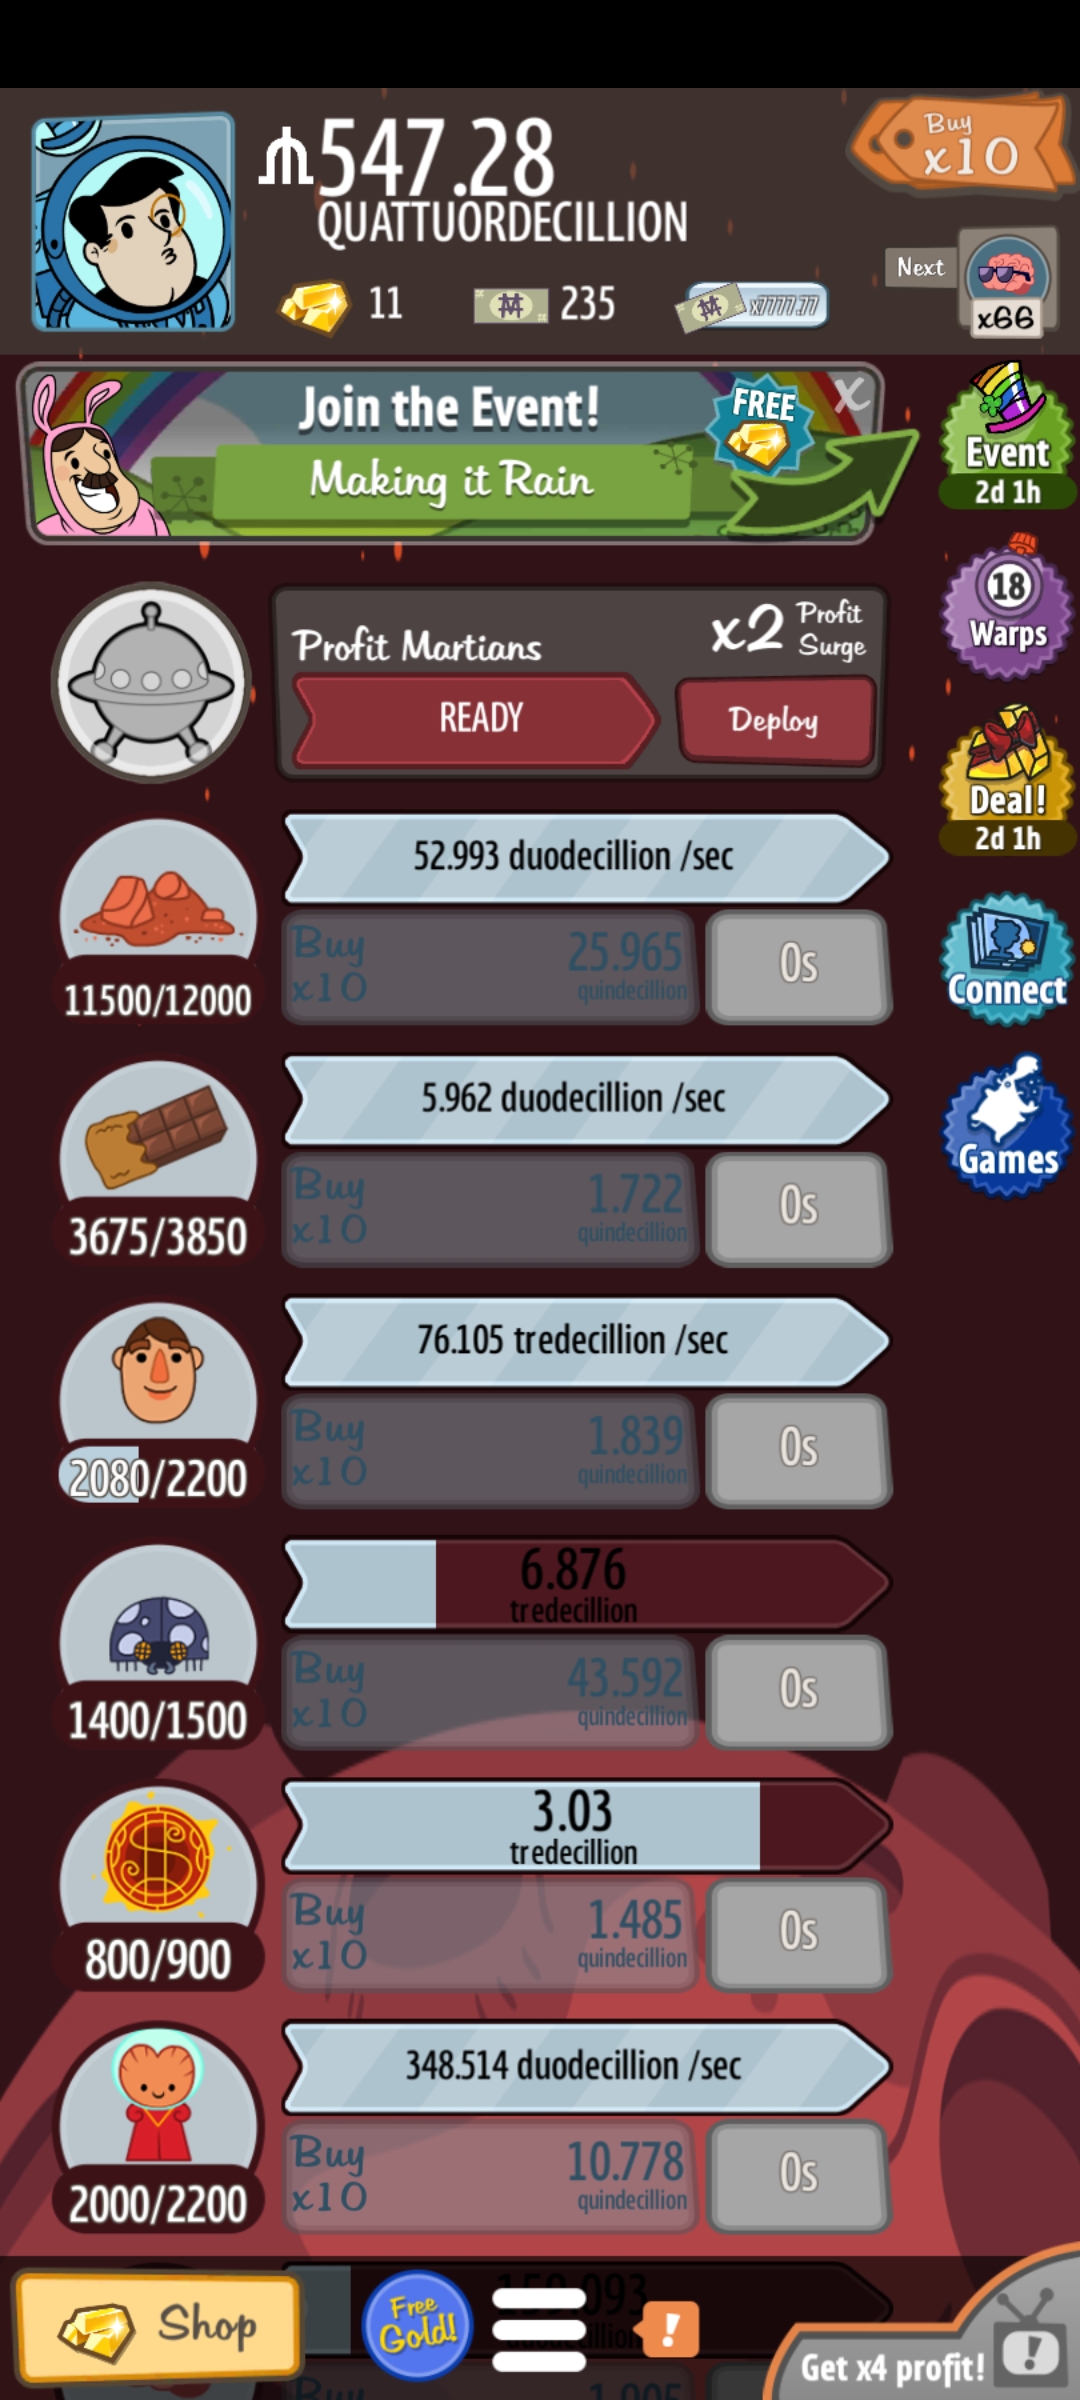 547.28
QUATTUORDECILLION
Buy
x10
11
235
x7777.77
Next
x66
Join the Event!
FREE
X
Making it Rain
Event
2d 1h
Profit Martians
x2 Profit
Surge
READY
Deploy
18
Warps
Deal!
2d 1h
52.993 duodecillion /sec
Buy
x10
25.965
quindecillion
0s
11500/12000
Connect
5.962 duodecillion /sec
Buy
x10
1.722
quindecillion
0s
3675/3850
Games
76.105 tredecillion /sec
Buy
x10
1.839
quindecillion
0s
2080/2200
6.876
tredecillion
Buy
x10
43.592
quindecillion
0s
1400/1500
3.03
tredecillion
Buy
x10
1.485
quindecillion
0s
800/900
348.514 duodecillion /sec
Buy
x10
10.778
quindecillion
0s
2000/2200
Shop
Free
Gold!
!
Get x4 profit!
!
Buy